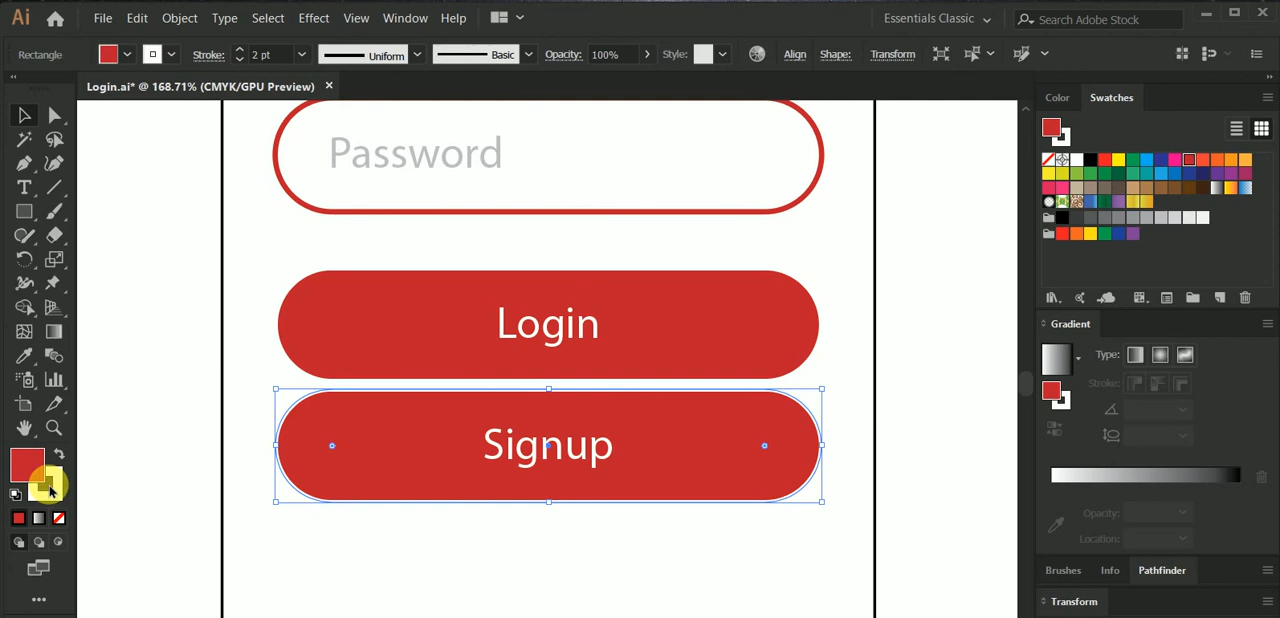 Ai File Edit Object Type Select Effect View Window Help Essentials Classic Search Adobe Stock
Rectangle Stroke: 2 pt Uniform Basic Opacity: 100% Style: Align Shape: Transform
Login.ai* @ 168.71% (CMYK/GPU Preview) ×
Color Swatches
Password
Login
Signup
Gradient
Type:
Stroke:
Opacity:
Location:
Brushes Info Pathfinder
Transform